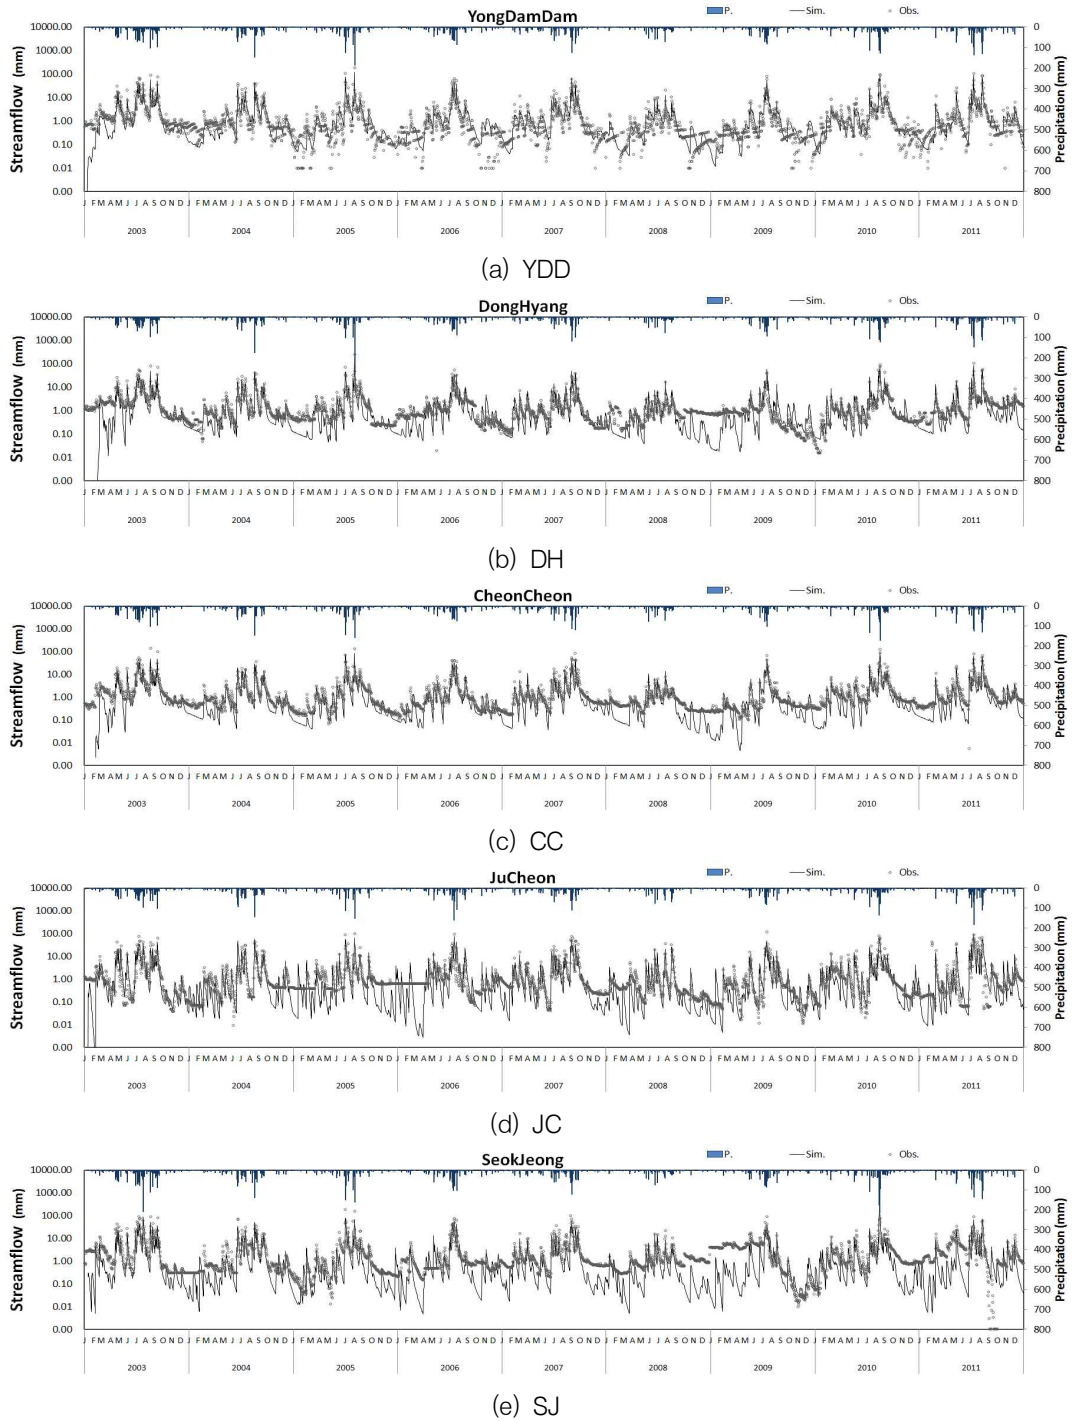 YongDamDam
P. Sim. Obs.
Streamflow (mm)
10000.00
1000.00
100.00
10.00
1.00
0.10
0.01
0.00
0
100
200
300
400
500
600
700
800
Precipitation (mm)
J F M A M J J A S O N D J F M A M J J A S O N D J F M A M J J A S O N D J F M A M J J A S O N D J F M A M J J A S O N D J F M A M J J A S O N D J F M A M J J A S O N D J F M A M J J A S O N D J F M A M J J A S O N D
2003 2004 2005 2006 2007 2008 2009 2010 2011
(a) YDD
DongHyang
P. Sim. Obs.
Streamflow (mm)
10000.00
1000.00
100.00
10.00
1.00
0.10
0.01
0.00
0
100
200
300
400
500
600
700
800
Precipitation (mm)
J F M A M J J A S O N D J F M A M J J A S O N D J F M A M J J A S O N D J F M A M J J A S O N D J F M A M J J A S O N D J F M A M J J A S O N D J F M A M J J A S O N D J F M A M J J A S O N D J F M A M J J A S O N D
2003 2004 2005 2006 2007 2008 2009 2010 2011
(b) DH
CheonCheon
P. Sim. Obs.
Streamflow (mm)
10000.00
1000.00
100.00
10.00
1.00
0.10
0.01
0.00
0
100
200
300
400
500
600
700
800
Precipitation (mm)
J F M A M J J A S O N D J F M A M J J A S O N D J F M A M J J A S O N D J F M A M J J A S O N D J F M A M J J A S O N D J F M A M J J A S O N D J F M A M J J A S O N D J F M A M J J A S O N D J F M A M J J A S O N D
2003 2004 2005 2006 2007 2008 2009 2010 2011
(c) CC
JuCheon
P. Sim. Obs.
Streamflow (mm)
10000.00
1000.00
100.00
10.00
1.00
0.10
0.01
0.00
0
100
200
300
400
500
600
700
800
Precipitation (mm)
J F M A M J J A S O N D J F M A M J J A S O N D J F M A M J J A S O N D J F M A M J J A S O N D J F M A M J J A S O N D J F M A M J J A S O N D J F M A M J J A S O N D J F M A M J J A S O N D J F M A M J J A S O N D
2003 2004 2005 2006 2007 2008 2009 2010 2011
(d) JC
SeokJeong
P. Sim. Obs.
Streamflow (mm)
10000.00
1000.00
100.00
10.00
1.00
0.10
0.01
0.00
0
100
200
300
400
500
600
700
800
Precipitation (mm)
J F M A M J J A S O N D J F M A M J J A S O N D J F M A M J J A S O N D J F M A M J J A S O N D J F M A M J J A S O N D J F M A M J J A S O N D J F M A M J J A S O N D J F M A M J J A S O N D J F M A M J J A S O N D
2003 2004 2005 2006 2007 2008 2009 2010 2011
(e) SJ